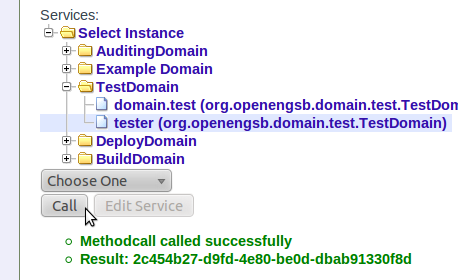 Services:
Select Instance
AuditingDomain
Example Domain
TestDomain
domain.test (org.openengsb.domain.test.TestDom
tester (org.openengsb.domain.test.TestDomain)
DeployDomain
BuildDomain
Choose One
Call Edit Service
Methodcall called successfully
Result: 2c454b27-d9fd-4e80-be0d-dbab91330f8d